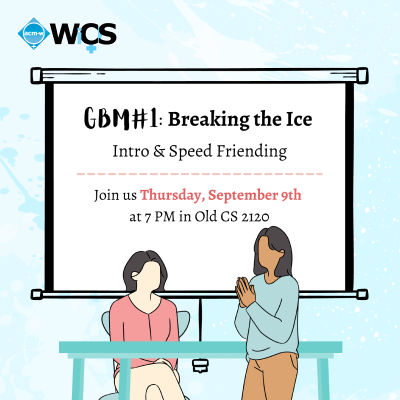 acm-w WCS
GBM#1: Breaking the Ice
Intro & Speed Friending
Join us Thursday, September 9th
at 7 PM in Old CS 2120